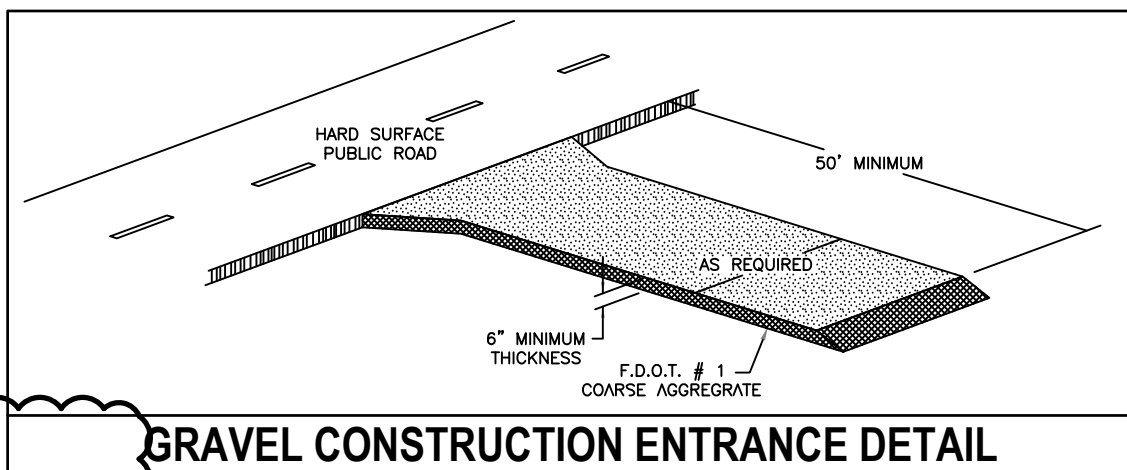 HARD SURFACE
PUBLIC ROAD
50' MINIMUM
AS REQUIRED
6" MINIMUM
THICKNESS
F.D.O.T. # 1
COARSE AGGREGRATE
GRAVEL CONSTRUCTION ENTRANCE DETAIL